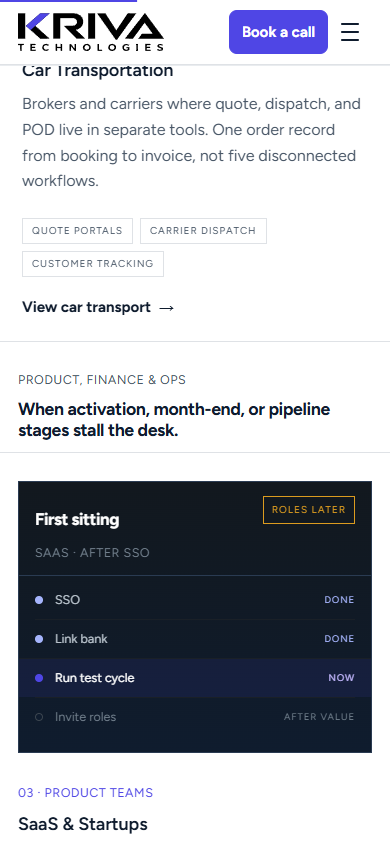 KRIVA
TECHNOLOGIES
Book a call
Car Transportation
Brokers and carriers where quote, dispatch, and
POD live in separate tools. One order record
from booking to invoice, not five disconnected
workflows.
QUOTE PORTALS
CARRIER DISPATCH
CUSTOMER TRACKING
View car transport →
PRODUCT, FINANCE & OPS
When activation, month-end, or pipeline
stages stall the desk.
First sitting
ROLES LATER
SAAS · AFTER SSO
SSO
DONE
Link bank
DONE
Run test cycle
NOW
Invite roles
AFTER VALUE
03 · PRODUCT TEAMS
SaaS & Startups